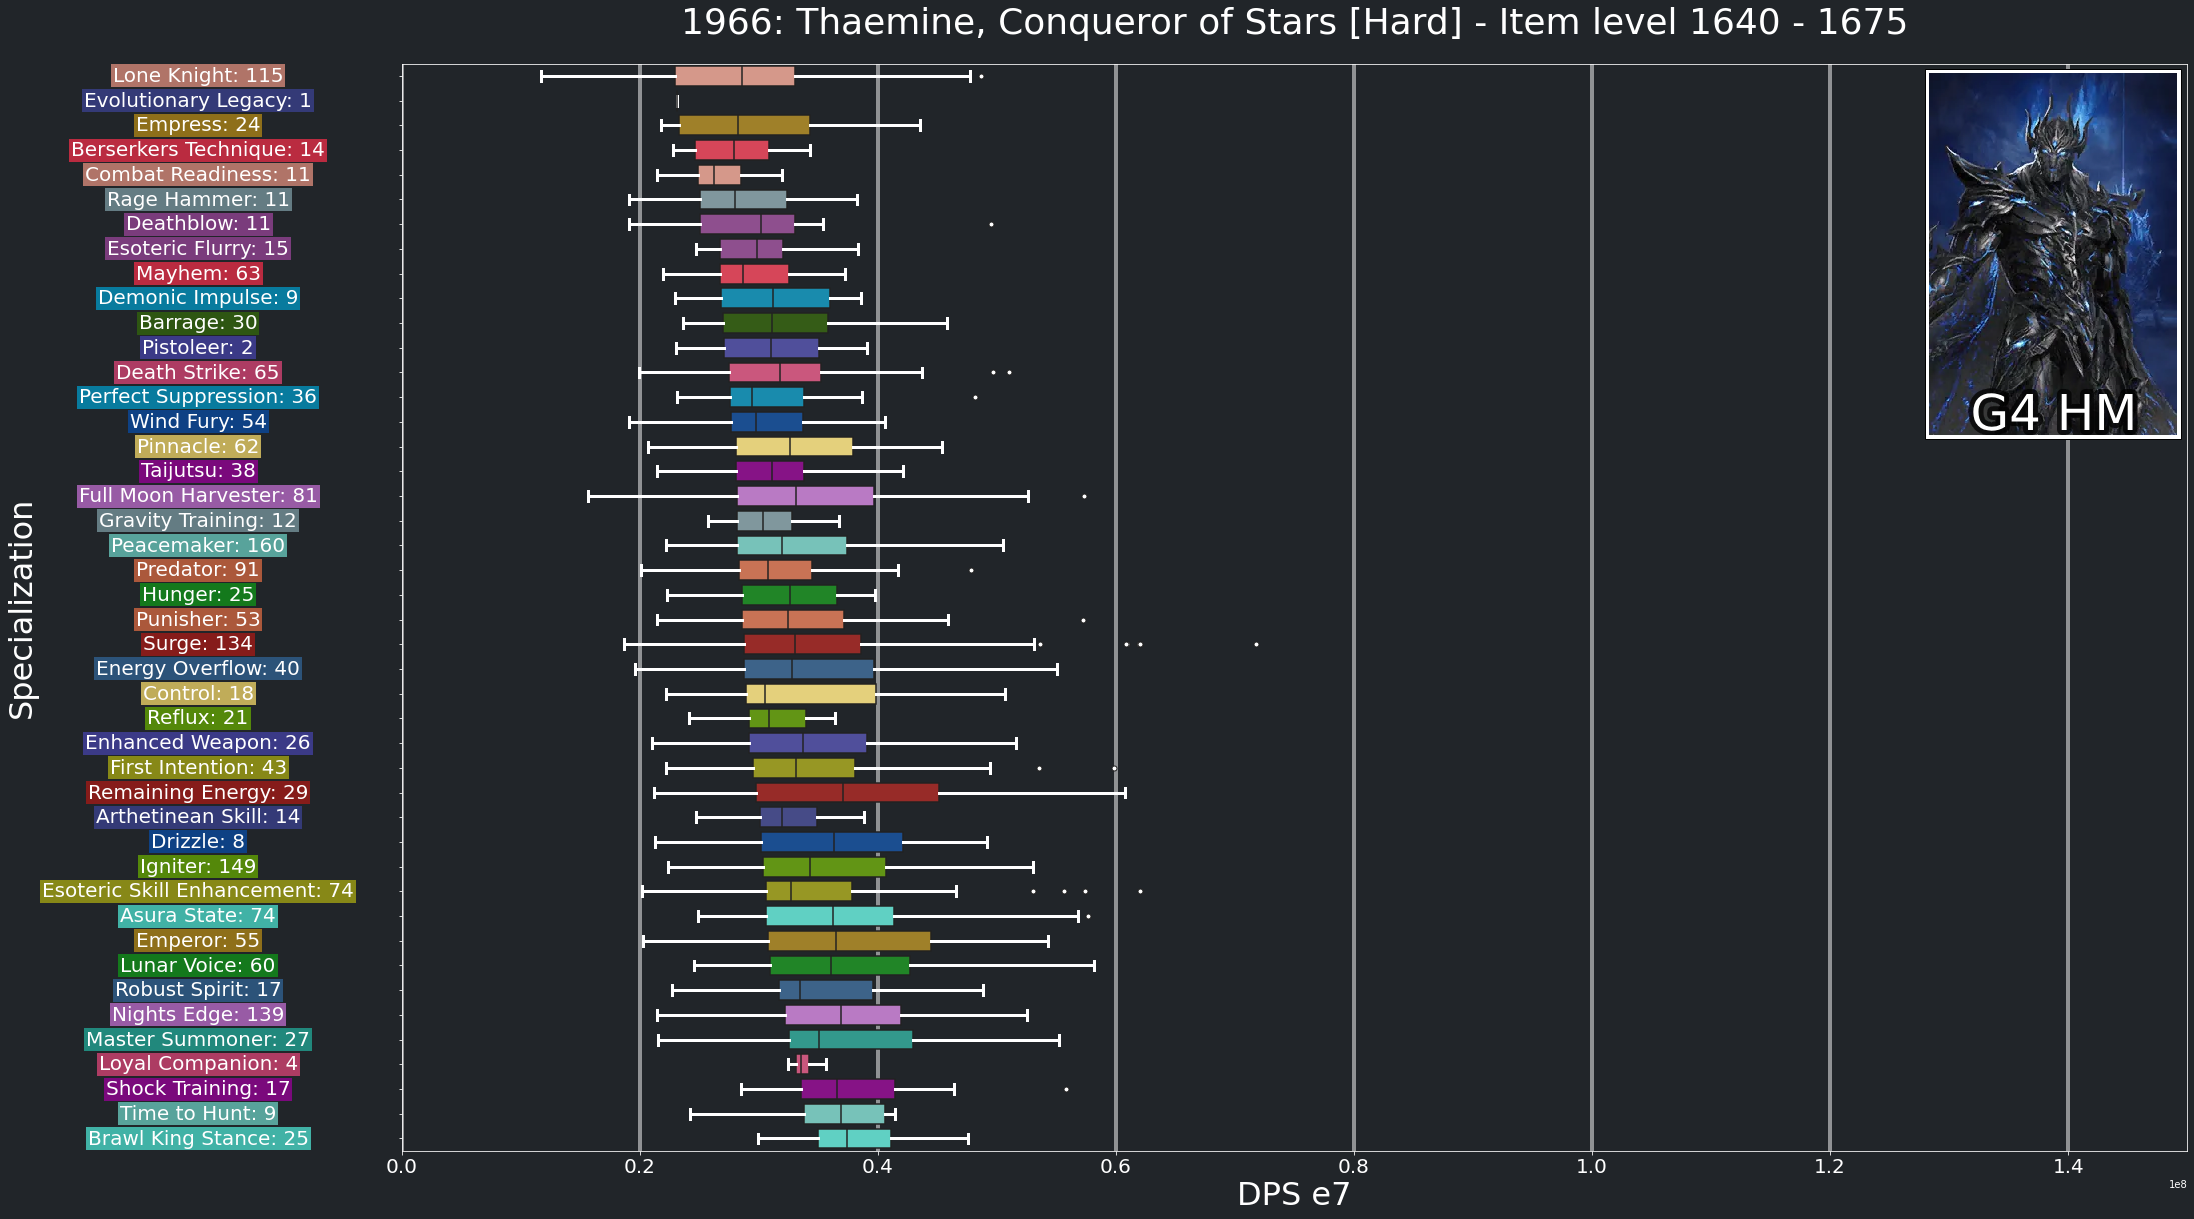 1966: Thaemine, Conqueror of Stars [Hard] - Item level 1640 - 1675
Lone Knight: 115
Evolutionary Legacy: 1
Empress: 24
Berserkers Technique: 14
Combat Readiness: 11
Rage Hammer: 11
Deathblow: 11
Esoteric Flurry: 15
Mayhem: 63
Demonic Impulse: 9
Barrage: 30
Pistoleer: 2
Death Strike: 65
Perfect Suppression: 36
Wind Fury: 54
Pinnacle: 62
Taijutsu: 38
Full Moon Harvester: 81
Gravity Training: 12
Peacemaker: 160
Predator: 91
Hunger: 25
Punisher: 53
Surge: 134
Energy Overflow: 40
Control: 18
Reflux: 21
Enhanced Weapon: 26
First Intention: 43
Remaining Energy: 29
Arthetinean Skill: 14
Drizzle: 8
Igniter: 149
Esoteric Skill Enhancement: 74
Asura State: 74
Emperor: 55
Lunar Voice: 60
Robust Spirit: 17
Nights Edge: 139
Master Summoner: 27
Loyal Companion: 4
Shock Training: 17
Time to Hunt: 9
Brawl King Stance: 25
Specialization
G4 HM
0.0 0.2 0.4 0.6 0.8 1.0 1.2 1.4
1e8
DPS e7